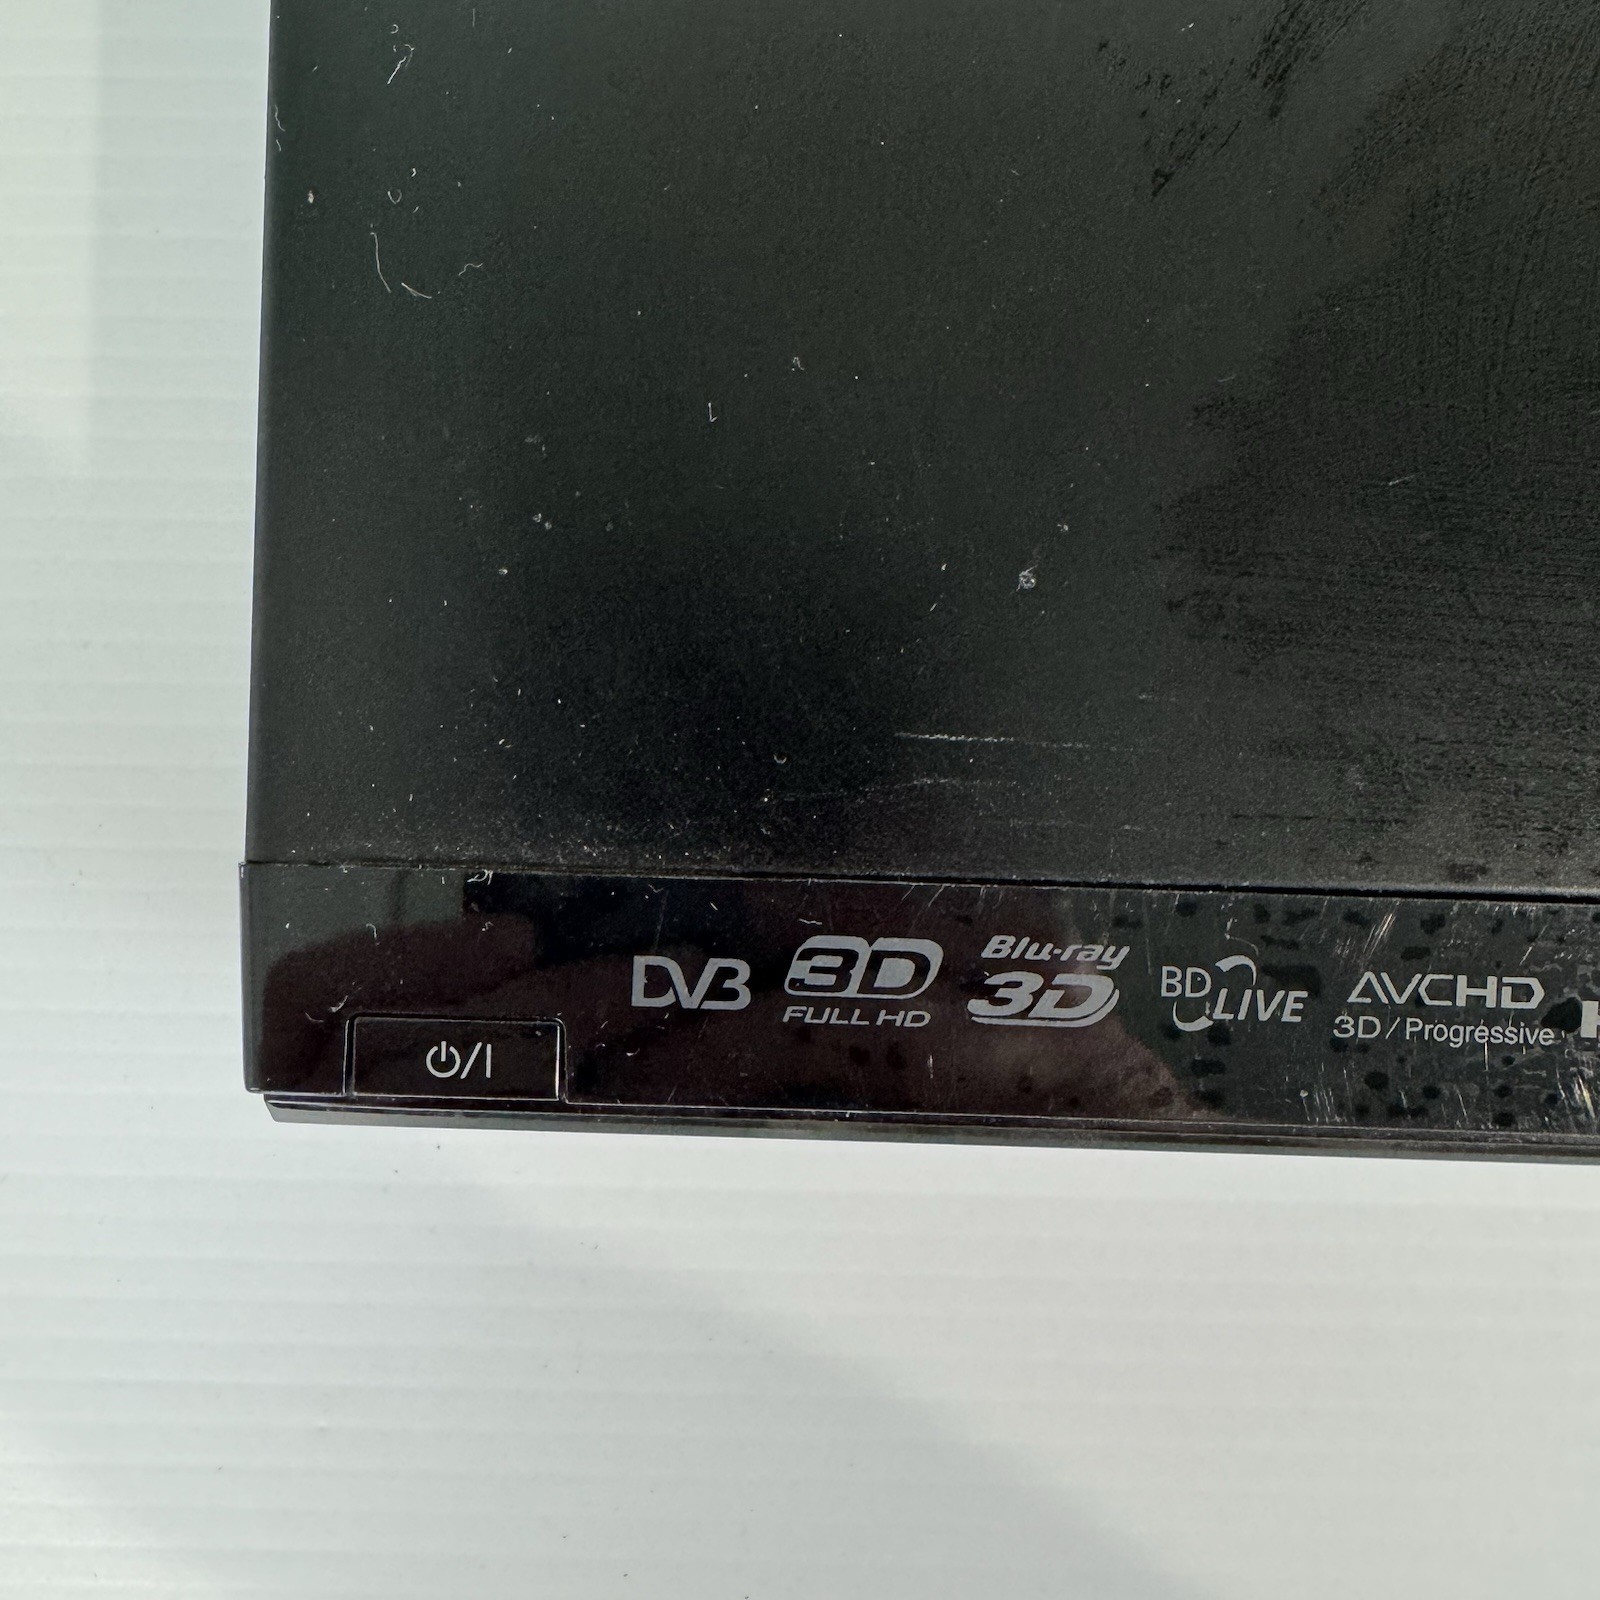 DVB
3D
FULL HD
Blu-ray
3D
BD LIVE
AVCHD
3D / Progressive
⏻/I